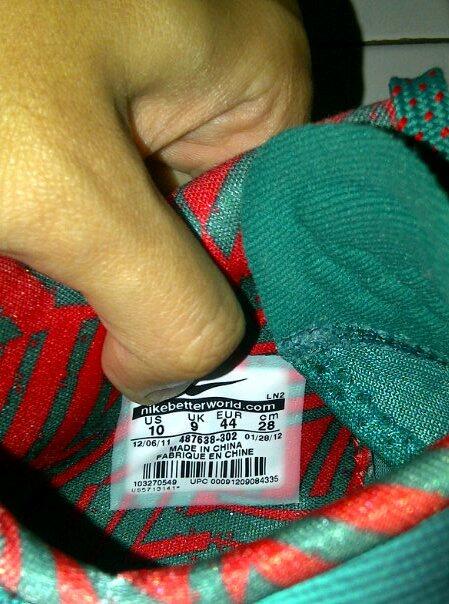 LN2
nikebetterworld.com
US UK EUR cm
10 9 44 28
12/06/11 487638-302 01/28/12
MADE IN CHINA
FABRIQUE EN CHINE
103270549 UPC 00091209084335